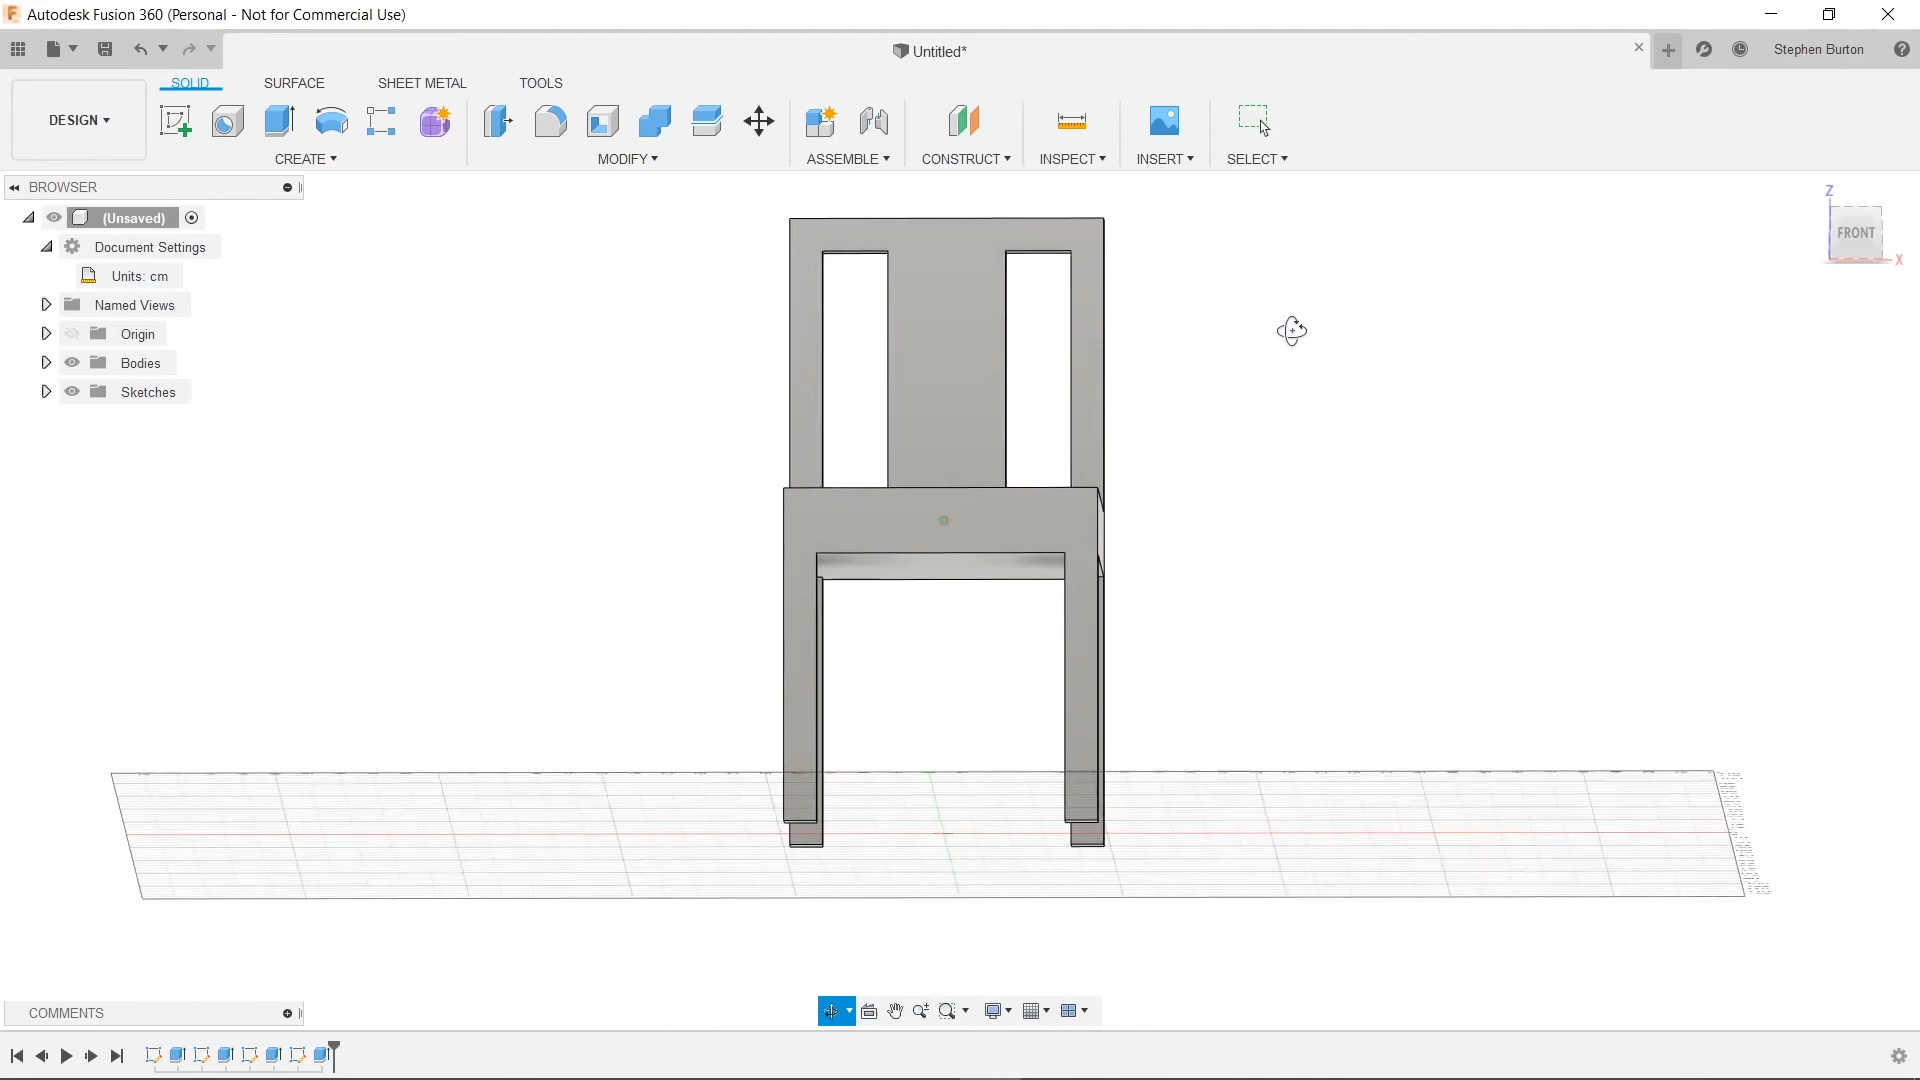 Autodesk Fusion 360 (Personal - Not for Commercial Use)
Untitled*
Stephen Burton
SOLID SURFACE SHEET METAL TOOLS
DESIGN
CREATE MODIFY ASSEMBLE CONSTRUCT INSPECT INSERT SELECT
BROWSER
(Unsaved)
Document Settings
Units: cm
Named Views
Origin
Bodies
Sketches
Z
FRONT
X
COMMENTS